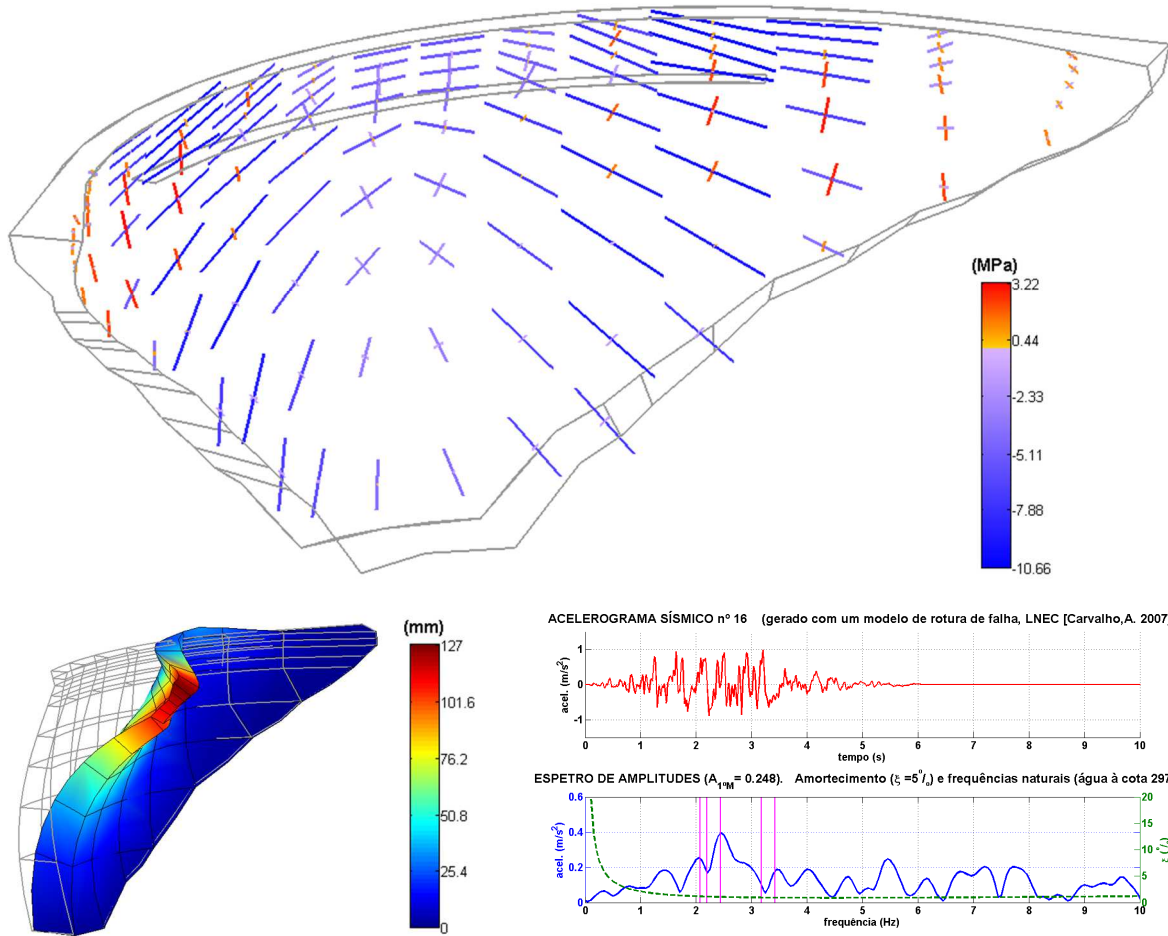 (MPa)
3.22
0.44
-2.33
-5.11
-7.88
-10.66
(mm)
127
101.6
76.2
50.8
25.4
0
ACELEROGRAMA SÍSMICO nº 16 (gerado com um modelo de rotura de falha, LNEC [Carvalho,A. 2007]
acel. (m/s²)
1
0
-1
0 1 2 3 4 5 6 7 8 9 10
tempo (s)
ESPETRO DE AMPLITUDES (A1ºM = 0.248). Amortecimento (ξ =5%) e frequências naturais (água à cota 297
acel. (m/s²)
0.6
0.4
0.2
0
20
15
10
5
0
ξ (%)
0 1 2 3 4 5 6 7 8 9 10
frequência (Hz)